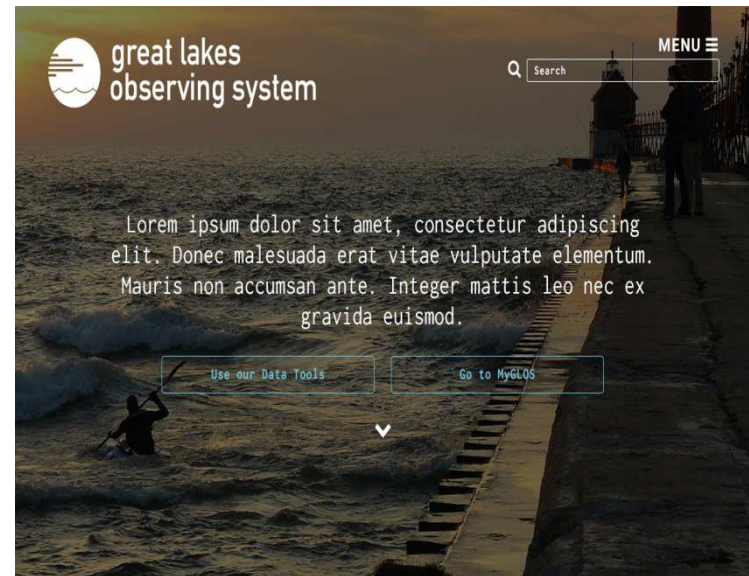 great lakes
observing system
MENU
Search
Lorem ipsum dolor sit amet, consectetur adipiscing
elit. Donec malesuada erat vitae vulputate elementum.
Mauris non accumsan ante. Integer mattis leo nec ex
gravida euismod.
Use our Data Tools
Go to MyGLOS